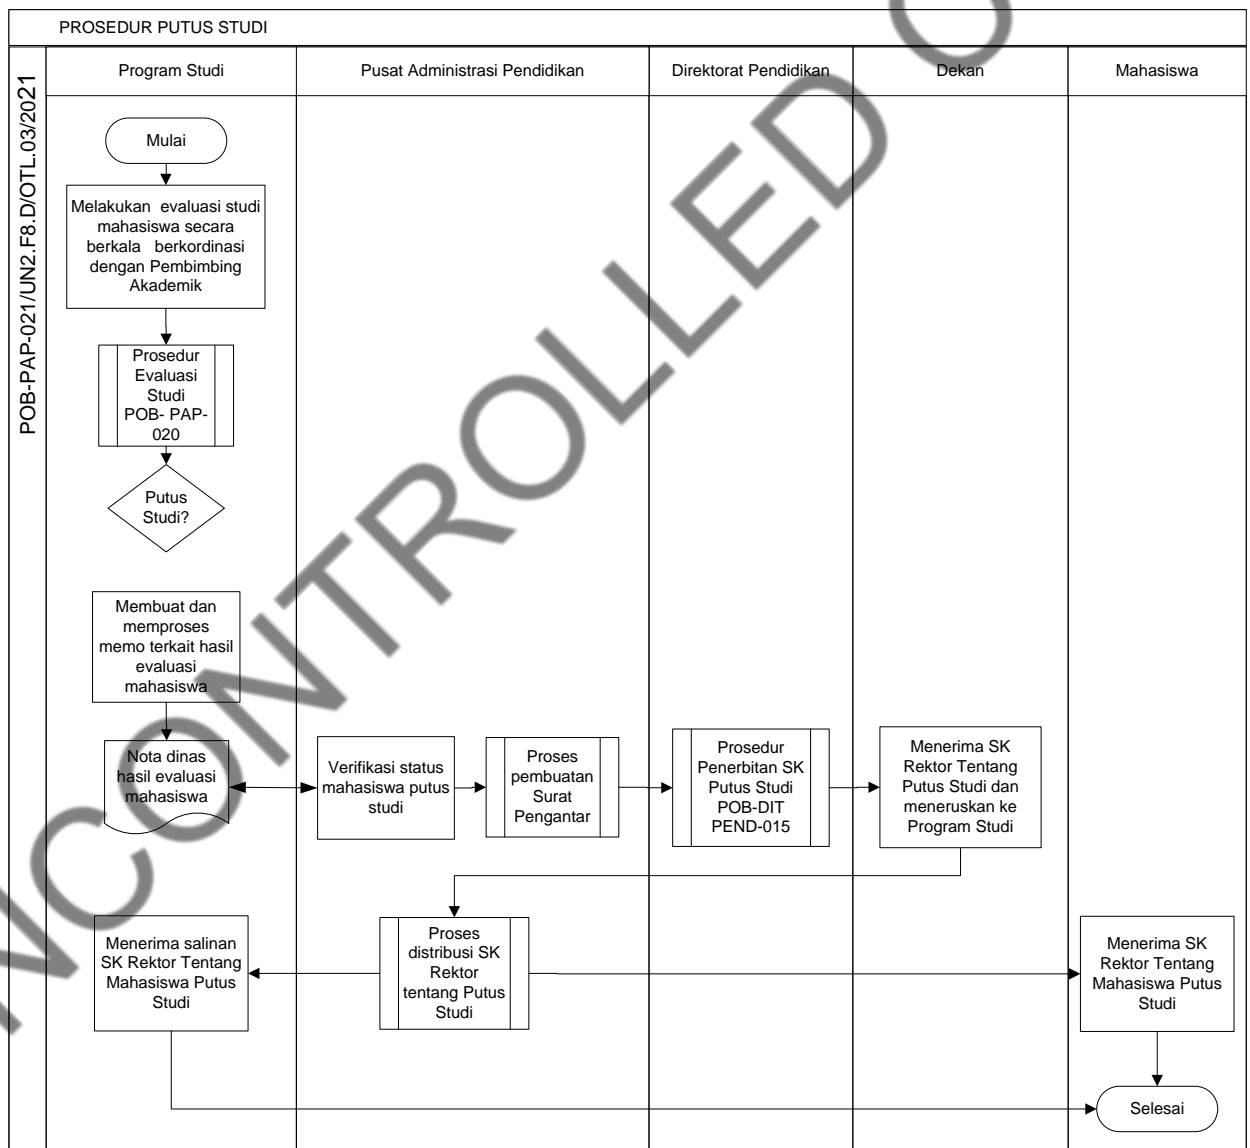 PROSEDUR PUTUS STUDI
POB-PAP-021/UN2.F8.D/OTL.03/2021
Program Studi
Pusat Administrasi Pendidikan
Direktorat Pendidikan
Dekan
Mahasiswa
Mulai
Melakukan evaluasi studi
mahasiswa secara
berkala berkordinasi
dengan Pembimbing
Akademik
Prosedur
Evaluasi
Studi
POB- PAP-
020
Putus
Studi?
Membuat dan
memproses
memo terkait hasil
evaluasi
mahasiswa
Nota dinas
hasil evaluasi
mahasiswa
Verifikasi status
mahasiswa putus
studi
Proses
pembuatan
Surat
Pengantar
Prosedur
Penerbitan SK
Putus Studi
POB-DIT
PEND-015
Menerima SK
Rektor Tentang
Putus Studi dan
meneruskan ke
Program Studi
Menerima salinan
SK Rektor Tentang
Mahasiswa Putus
Studi
Proses
distribusi SK
Rektor
tentang Putus
Studi
Menerima SK
Rektor Tentang
Mahasiswa Putus
Studi
Selesai
NCONTROLLED